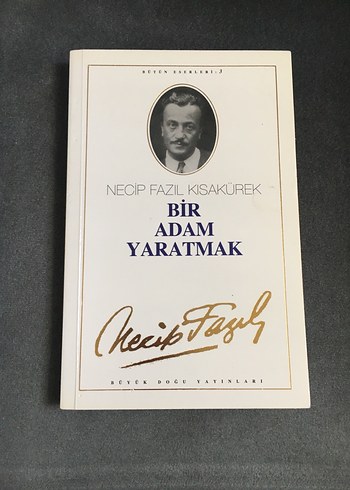 BÜTÜN ESERLERİ: 3
NECİP FAZIL KISAKÜREK
BİR
ADAM
YARATMAK
Necip Fazıl
BÜYÜK DOĞU YAYINLARI